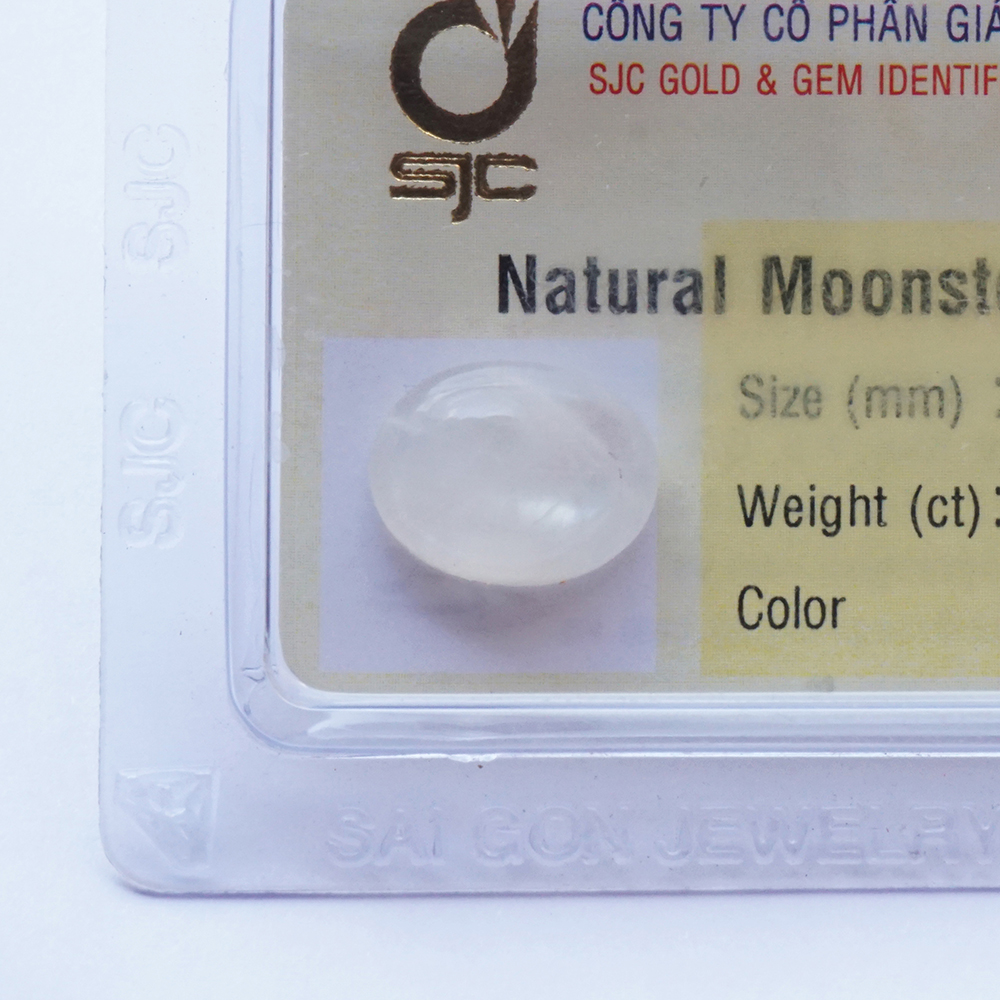 CÔNG TY CỔ PHẦN GIÁ
SJC GOLD & GEM IDENTIF
sjc
Natural Moonst
Size (mm) :
Weight (ct) :
Color
SJC
SJC
SAI GON JEWELRY